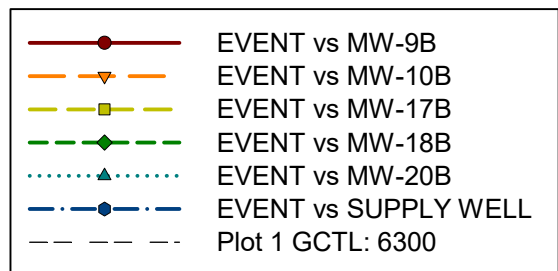 EVENT vs MW-9B
EVENT vs MW-10B
EVENT vs MW-17B
EVENT vs MW-18B
EVENT vs MW-20B
EVENT vs SUPPLY WELL
Plot 1 GCTL: 6300